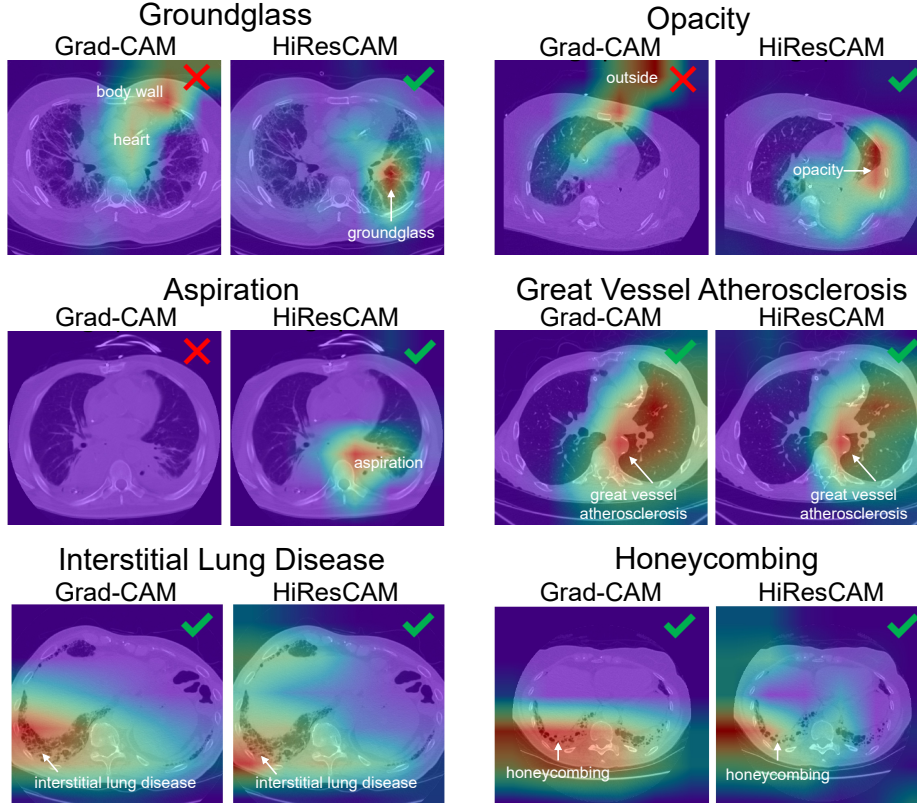 Groundglass
Grad-CAM
HiResCAM
body wall
heart
groundglass
Opacity
Grad-CAM
HiResCAM
outside
opacity
Aspiration
Grad-CAM
HiResCAM
aspiration
Great Vessel Atherosclerosis
Grad-CAM
HiResCAM
great vessel
atherosclerosis
great vessel
atherosclerosis
Interstitial Lung Disease
Grad-CAM
HiResCAM
interstitial lung disease
interstitial lung disease
Honeycombing
Grad-CAM
HiResCAM
honeycombing
honeycombing